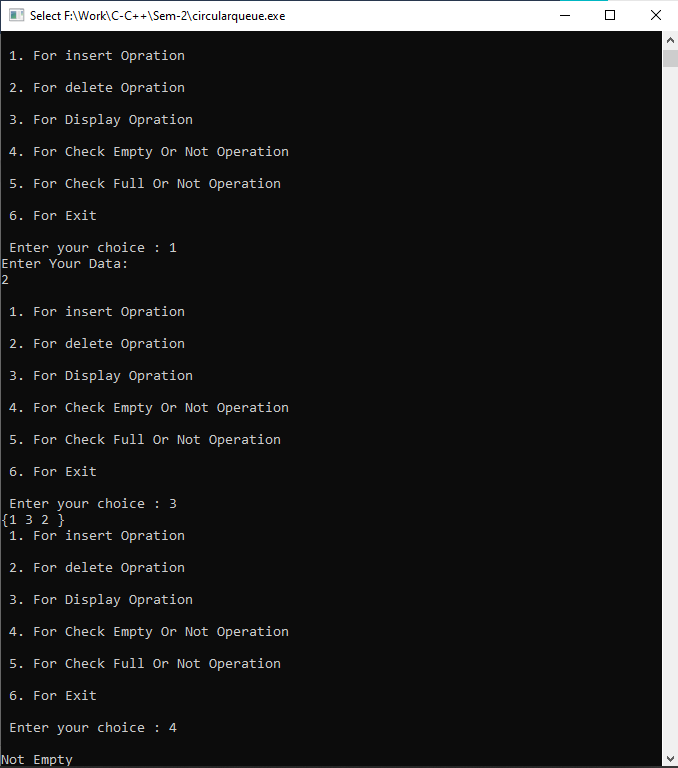 Select F:\Work\C-C++\Sem-2\circularqueue.exe
1. For insert Opration
2. For delete Opration
3. For Display Opration
4. For Check Empty Or Not Operation
5. For Check Full Or Not Operation
6. For Exit
Enter your choice : 1
Enter Your Data:
2
1. For insert Opration
2. For delete Opration
3. For Display Opration
4. For Check Empty Or Not Operation
5. For Check Full Or Not Operation
6. For Exit
Enter your choice : 3
{1 3 2 }
1. For insert Opration
2. For delete Opration
3. For Display Opration
4. For Check Empty Or Not Operation
5. For Check Full Or Not Operation
6. For Exit
Enter your choice : 4
Not Empty